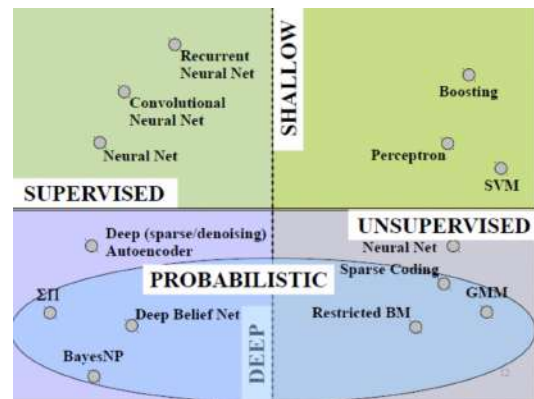 Recurrent
Neural Net
SHALLOW
Boosting
Convolutional
Neural Net
Neural Net
Perceptron
SVM
SUPERVISED
UNSUPERVISED
Deep (sparse/denoising)
Autoencoder
Neural Net
PROBABILISTIC
Sparse Coding
ΣΠ
GMM
Deep Belief Net
Restricted BM
DEEP
BayesNP
12